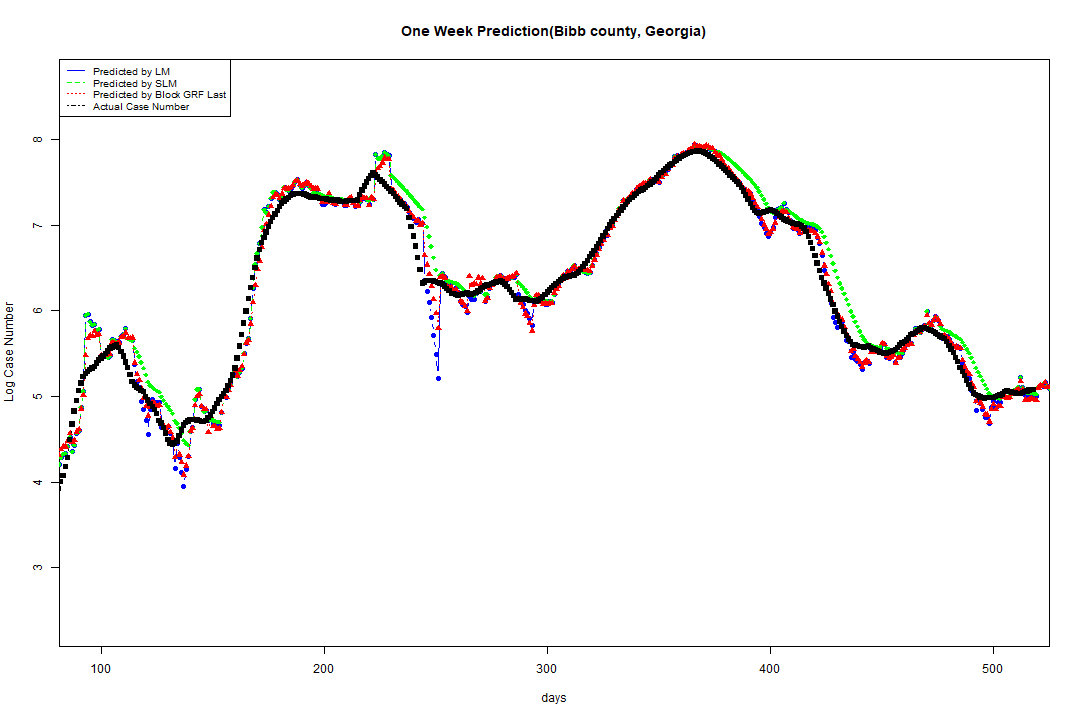 One Week Prediction(Bibb county, Georgia)
Predicted by LM
Predicted by SLM
Predicted by Block GRF Last
Actual Case Number
8
7
6
5
4
3
Log Case Number
100 200 300 400 500
days